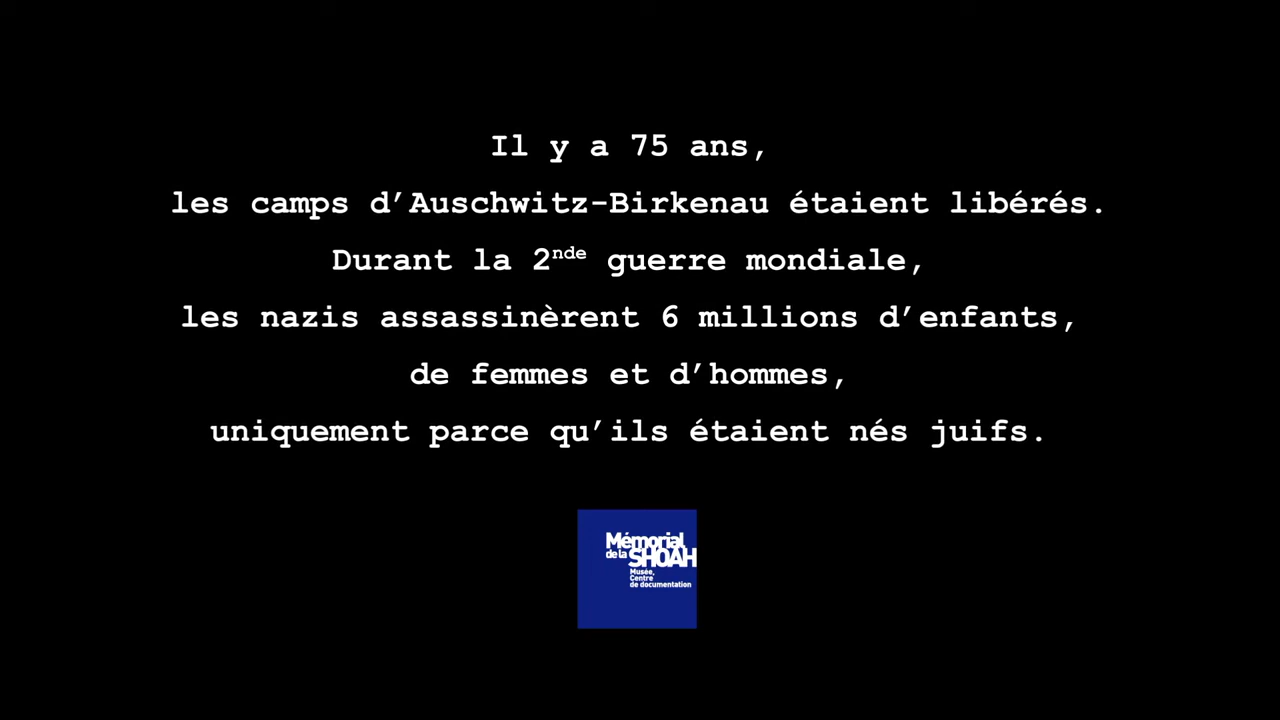 Il y a 75 ans,
les camps d’Auschwitz-Birkenau étaient libérés.
Durant la 2nde guerre mondiale,
les nazis assassinèrent 6 millions d’enfants,
de femmes et d’hommes,
uniquement parce qu’ils étaient nés juifs.
Mémorial
de la SHOAH
Musée,
Centre
de documentation